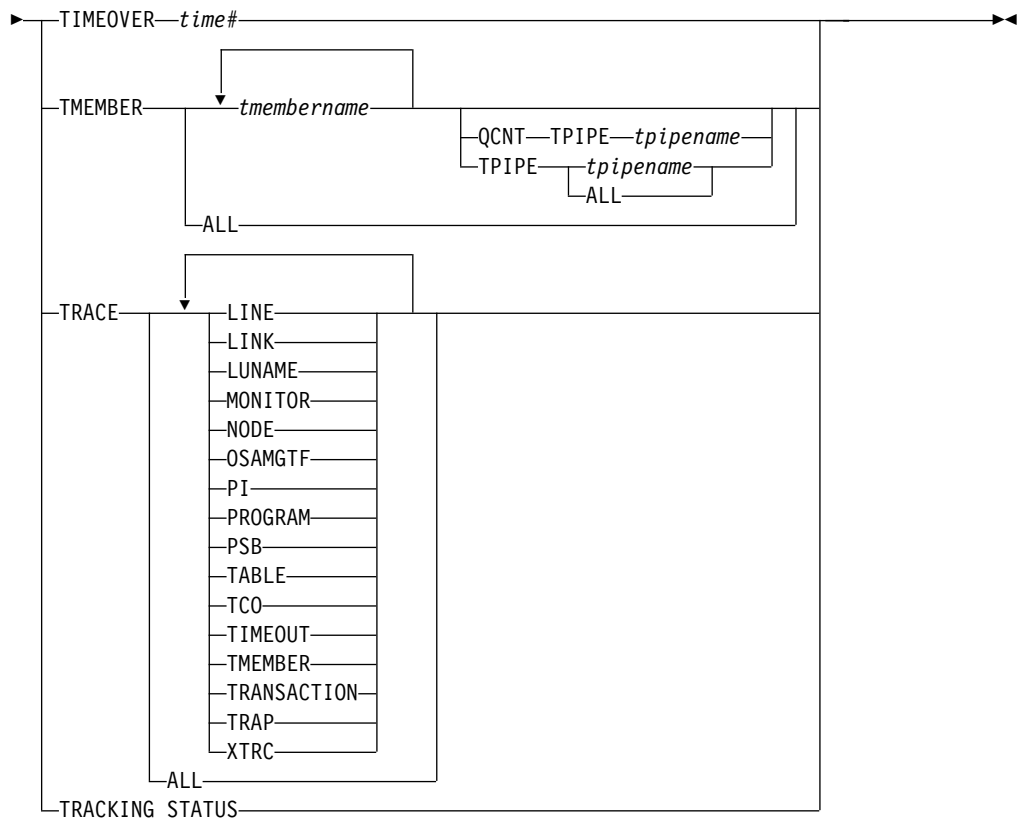 TIMEOVER time#
TMEMBER tmembername
QCNT TPIPE tpipename
TPIPE tpipename
ALL
ALL
TRACE LINE
LINK
LUNAME
MONITOR
NODE
OSAMGTF
PI
PROGRAM
PSB
TABLE
TCO
TIMEOUT
TMEMBER
TRANSACTION
TRAP
XTRC
ALL
TRACKING STATUS